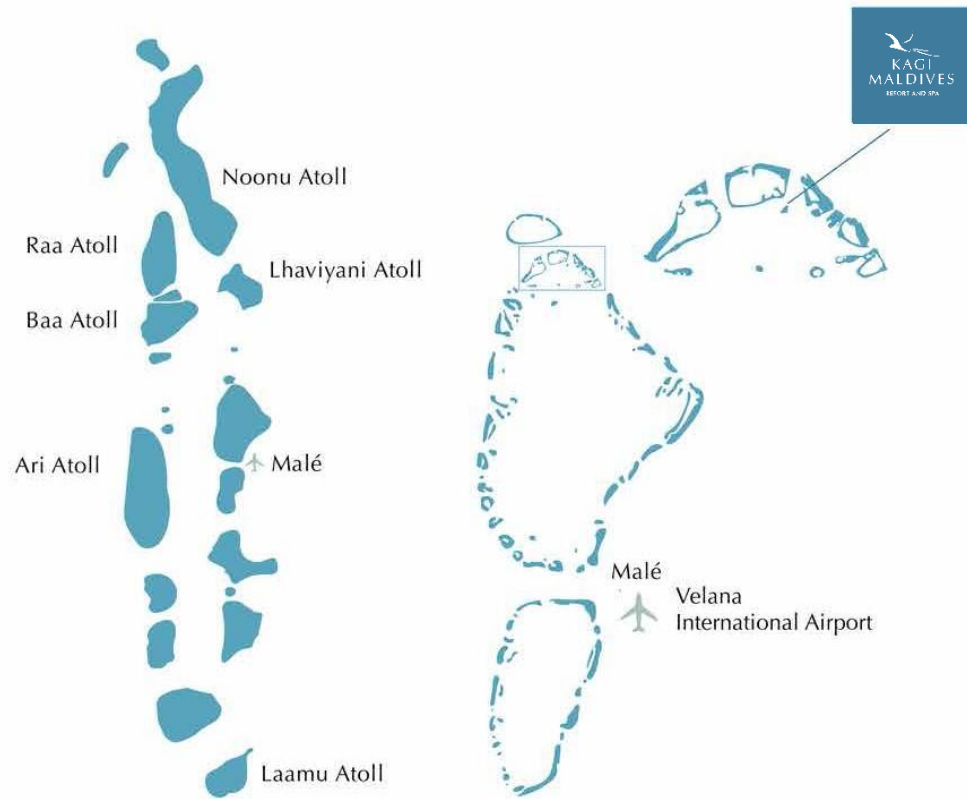 KAGI
MALDIVES
RESORT AND SPA
Noonu Atoll
Raa Atoll
Lhaviyani Atoll
Baa Atoll
Ari Atoll
Malé
Malé
Velana
International Airport
Laamu Atoll